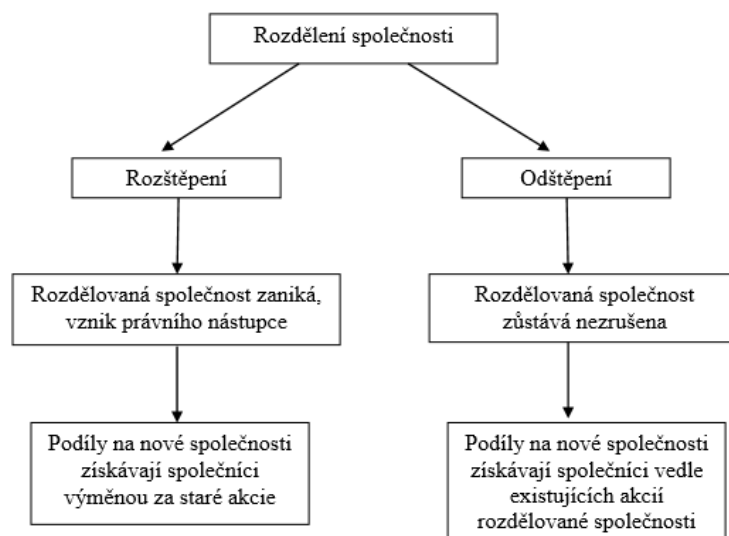 Rozdělení společnosti
Rozštěpení
Odštěpení
Rozdělovaná společnost zaniká,
vznik právního nástupce
Rozdělovaná společnost
zůstává nezrušena
Podíly na nové společnosti
získávají společníci
výměnou za staré akcie
Podíly na nové společnosti
získávají společníci vedle
existujících akcií
rozdělované společnosti